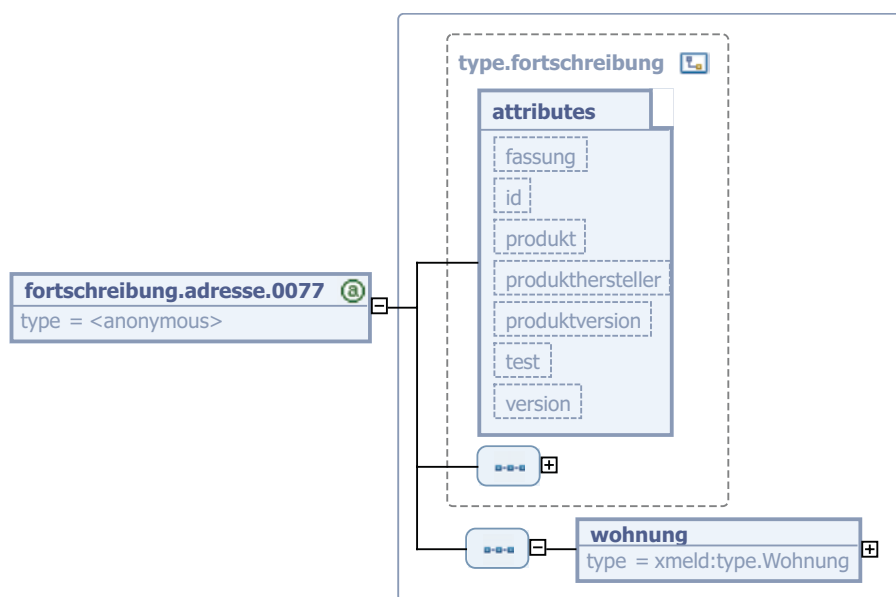 type.fortschreibung
attributes
fassung
id
produkt
produkthersteller
produktversion
test
version
fortschreibung.adresse.0077 a
type = <anonymous>
wohnung
type = xmeld:type.Wohnung